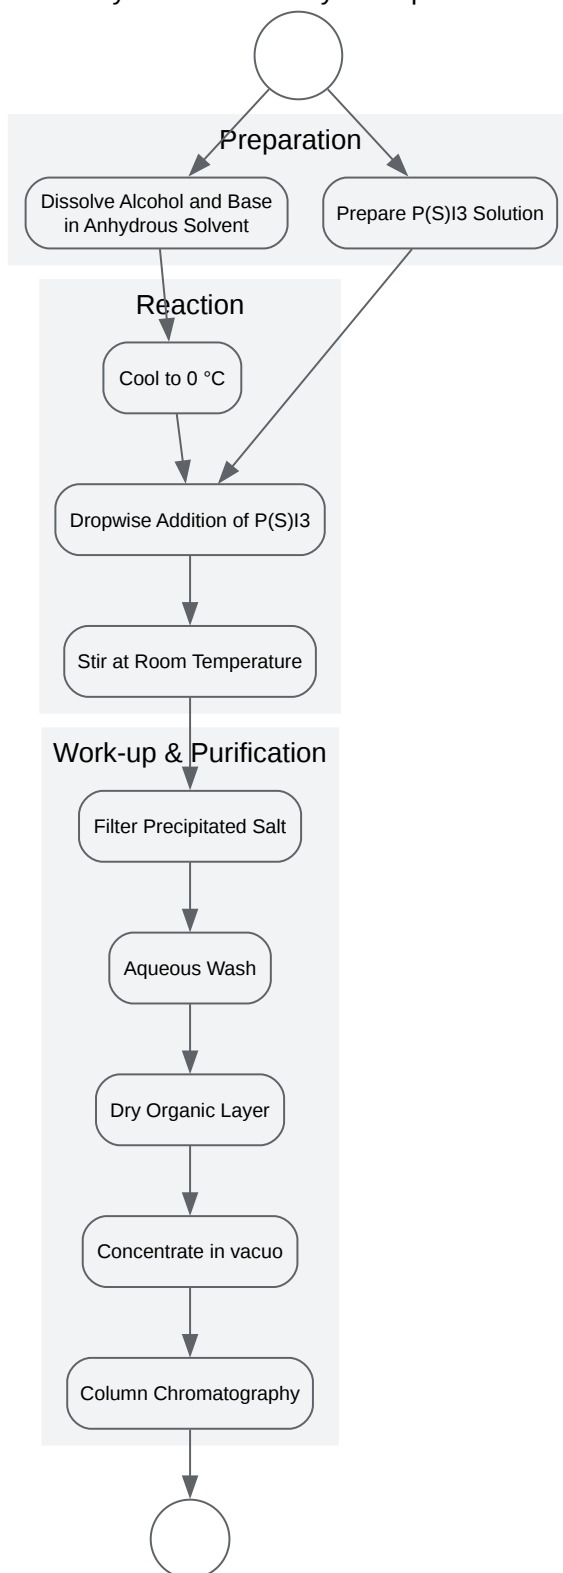 Preparation
Dissolve Alcohol and Base
in Anhydrous Solvent
Prepare P(S)I3 Solution
Reaction
Cool to 0 °C
Dropwise Addition of P(S)I3
Stir at Room Temperature
Work-up & Purification
Filter Precipitated Salt
Aqueous Wash
Dry Organic Layer
Concentrate in vacuo
Column Chromatography